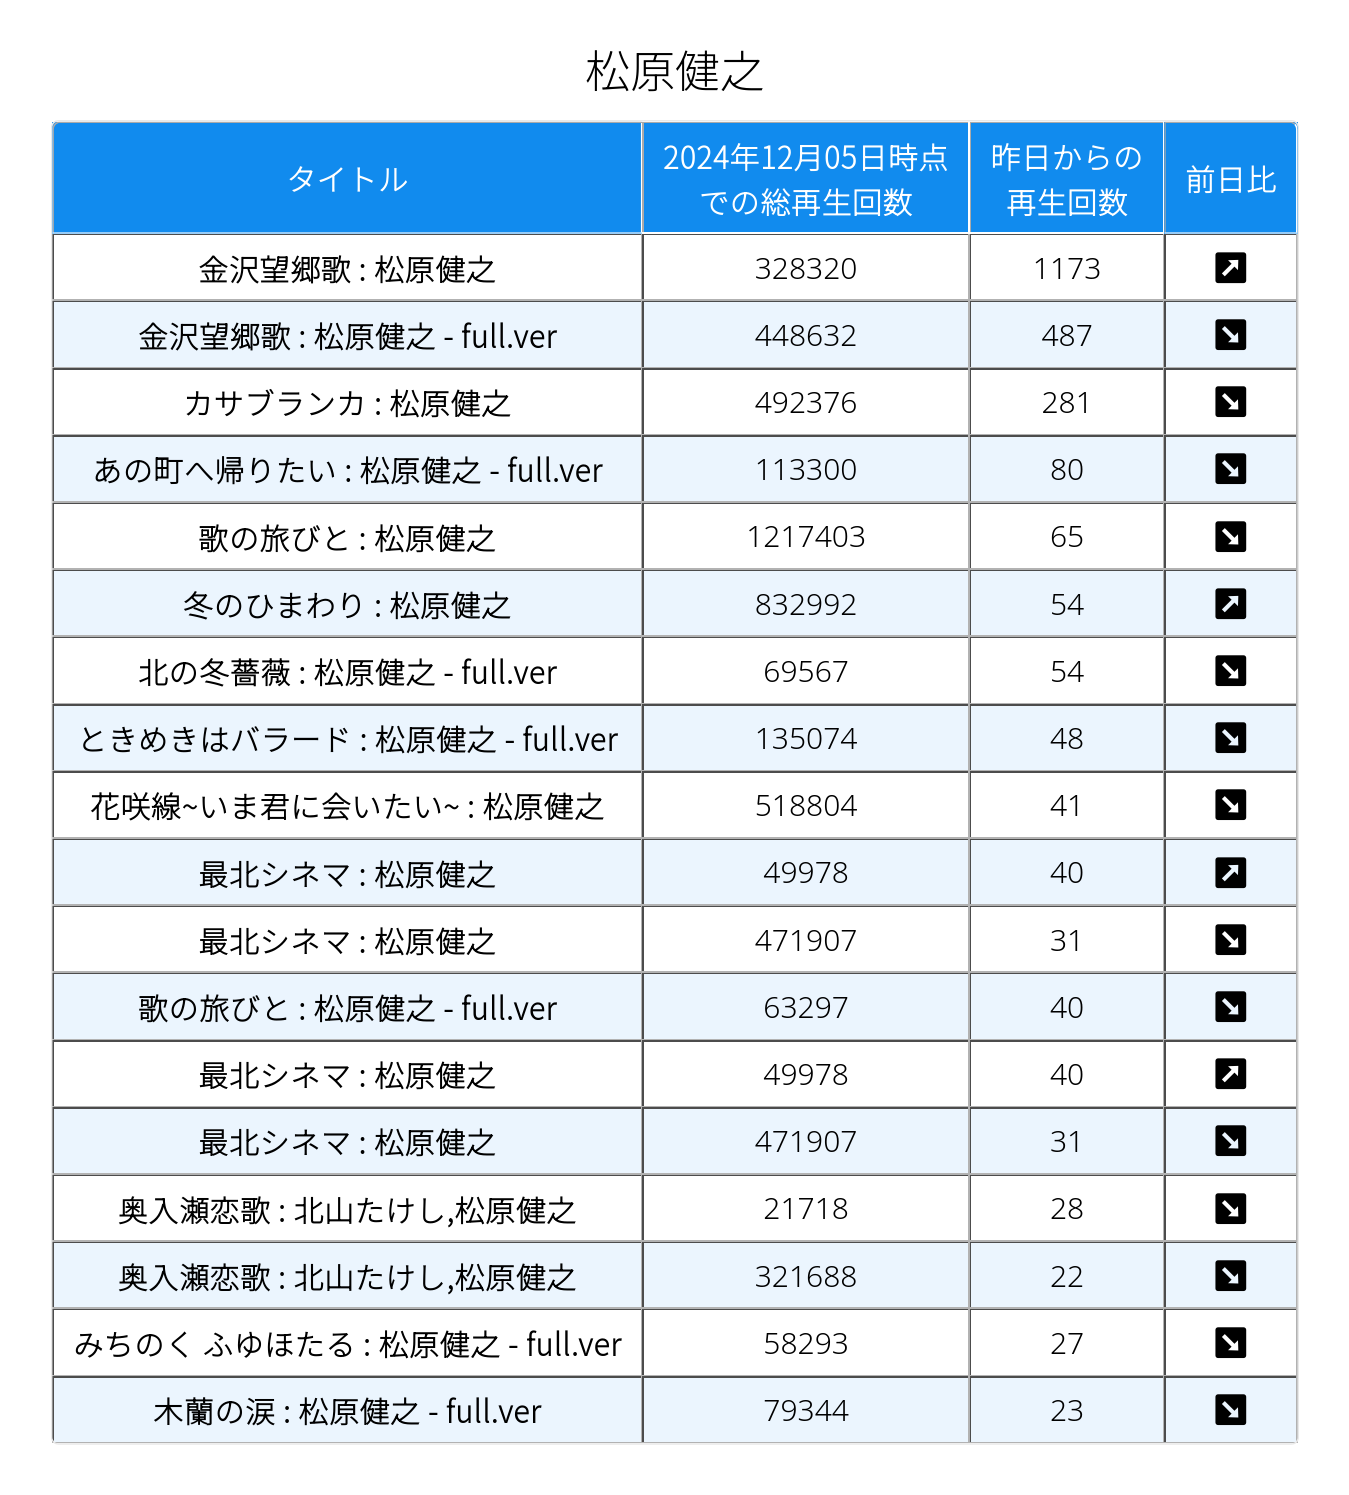 松原健之
タイトル 2024年12月05日時点 昨日からの 前日比
での総再生回数 再生回数
金沢望郷歌 : 松原健之 328320 1173 ↗
金沢望郷歌 : 松原健之 - full.ver 448632 487 ↘
カサブランカ : 松原健之 492376 281 ↘
あの町へ帰りたい : 松原健之 - full.ver 113300 80 ↘
歌の旅びと : 松原健之 1217403 65 ↘
冬のひまわり : 松原健之 832992 54 ↗
北の冬薔薇 : 松原健之 - full.ver 69567 54 ↘
ときめきはバラード : 松原健之 - full.ver 135074 48 ↘
花咲線~いま君に会いたい~ : 松原健之 518804 41 ↘
最北シネマ : 松原健之 49978 40 ↗
最北シネマ : 松原健之 471907 31 ↘
歌の旅びと : 松原健之 - full.ver 63297 40 ↘
最北シネマ : 松原健之 49978 40 ↗
最北シネマ : 松原健之 471907 31 ↘
奥入瀬恋歌 : 北山たけし,松原健之 21718 28 ↘
奥入瀬恋歌 : 北山たけし,松原健之 321688 22 ↘
みちのく ふゆほたる : 松原健之 - full.ver 58293 27 ↘
木蘭の涙 : 松原健之 - full.ver 79344 23 ↘